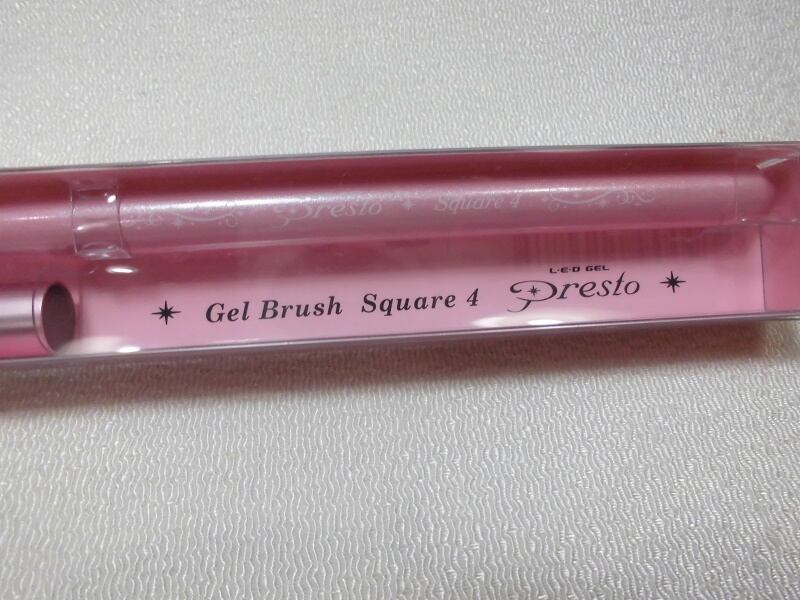 Presto Square 4
L·E·D GEL
Gel Brush Square 4 Presto